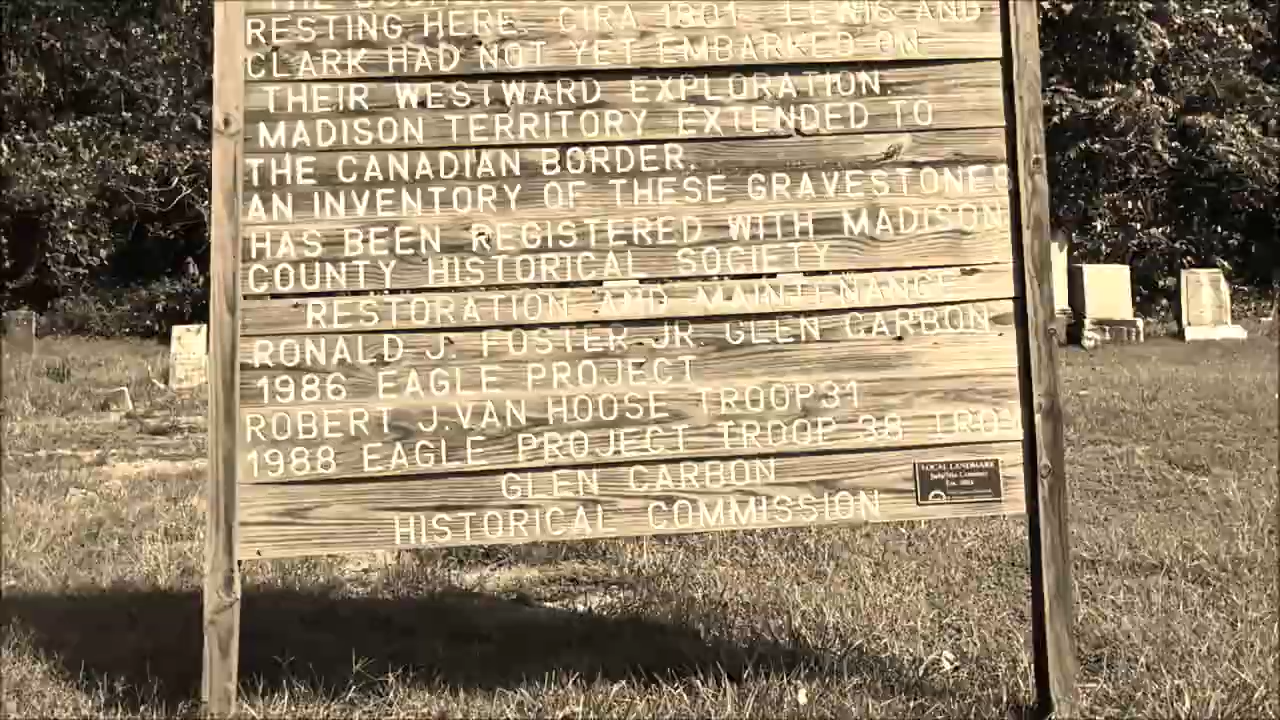 THE
RESTING HERE. CIRA 1801 LEWIS AND
CLARK HAD NOT YET EMBARKED ON
THEIR WESTWARD EXPLORATION.
MADISON TERRITORY EXTENDED TO
THE CANADIAN BORDER.
AN INVENTORY OF THESE GRAVESTONES
HAS BEEN REGISTERED WITH MADISON
COUNTY HISTORICAL SOCIETY
RESTORATION AND MAINTENANCE
RONALD J. FOSTER JR. GLEN CARBON
1986 EAGLE PROJECT
ROBERT J.VAN HOOSE TROOP31
1988 EAGLE PROJECT TROOP 38
GLEN CARBON
HISTORICAL COMMISSION
LOCAL LANDMARK